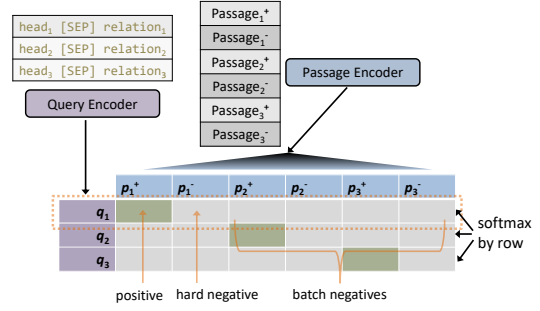 head₁ [SEP] relation₁
head₂ [SEP] relation₂
head₃ [SEP] relation₃
Query Encoder
Passage₁⁺
Passage₁⁻
Passage₂⁺
Passage₂⁻
Passage₃⁺
Passage₃⁻
Passage Encoder
p₁⁺ p₁⁻ p₂⁺ p₂⁻ p₃⁺ p₃⁻
q₁
q₂
q₃
softmax
by row
positive hard negative batch negatives